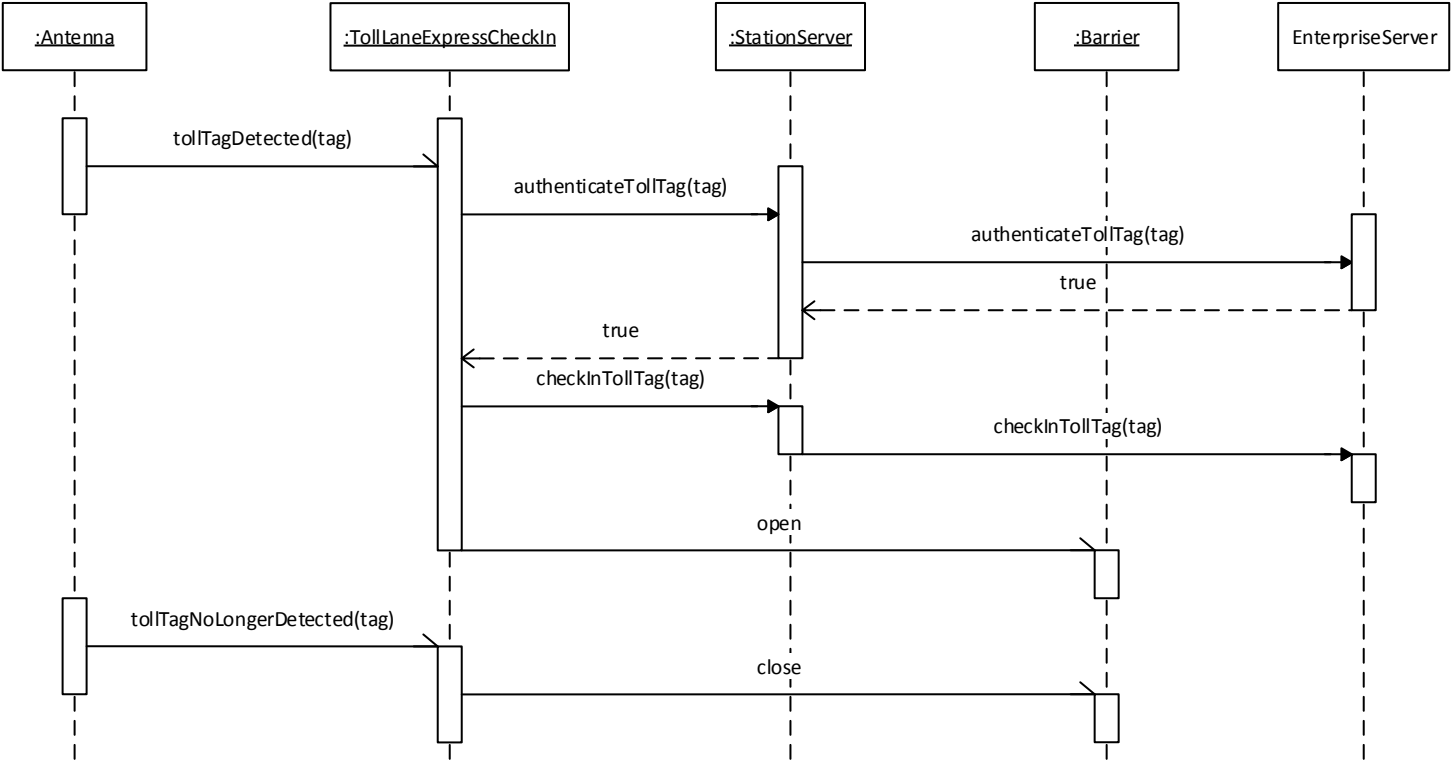 :Antenna
:TollLaneExpressCheckIn
:StationServer
:Barrier
EnterpriseServer
tollTagDetected(tag)
authenticateTollTag(tag)
authenticateTollTag(tag)
true
true
checkInTollTag(tag)
checkInTollTag(tag)
open
tollTagNoLongerDetected(tag)
close